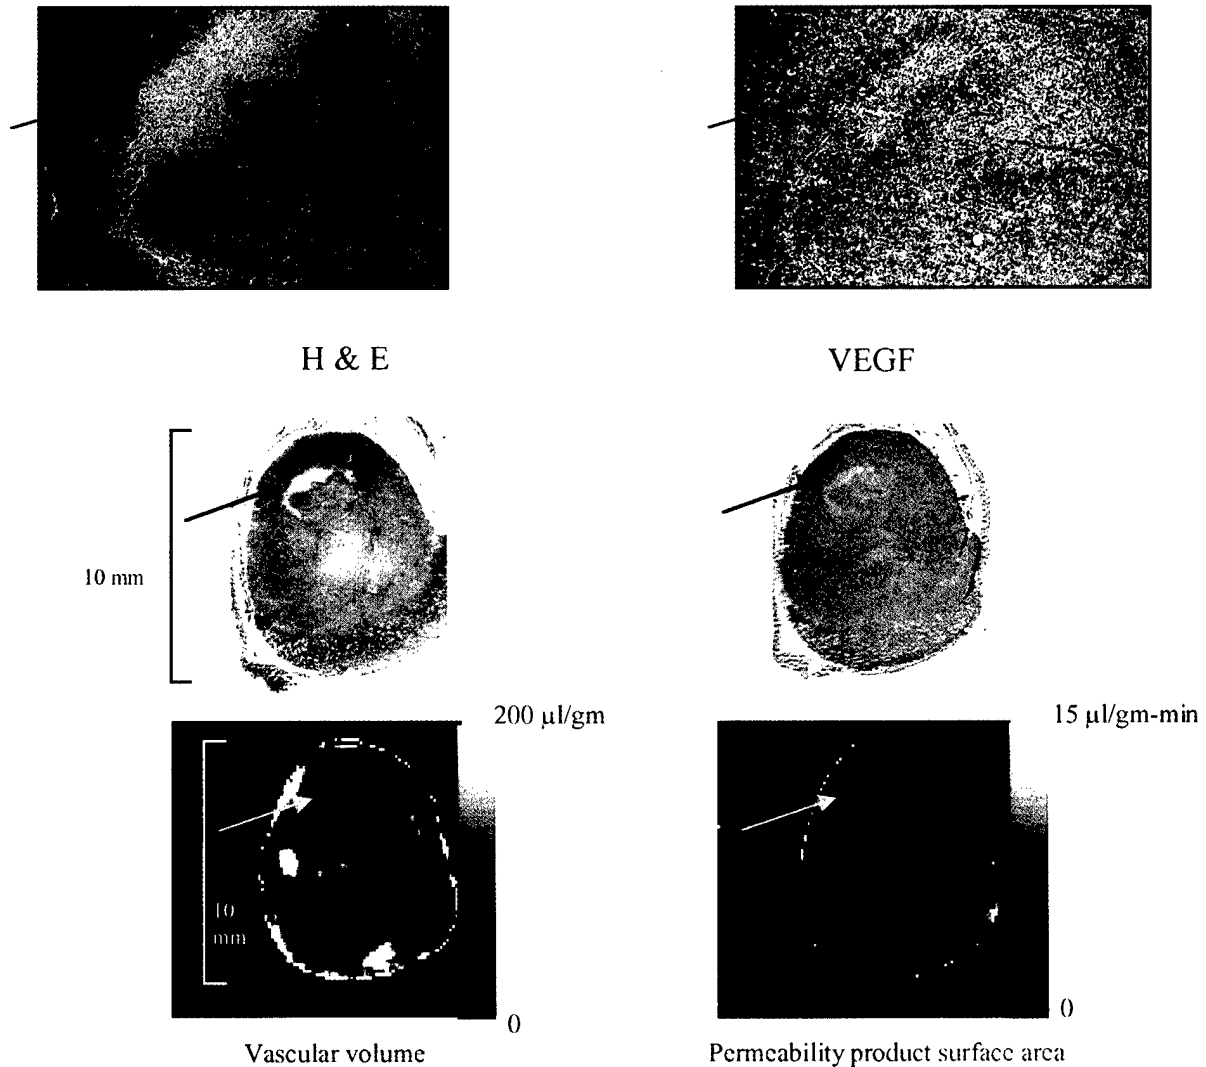 H & E
VEGF
10 mm
200 µl/gm
15 µl/gm-min
10
mm
0
0
Vascular volume
Permeability product surface area